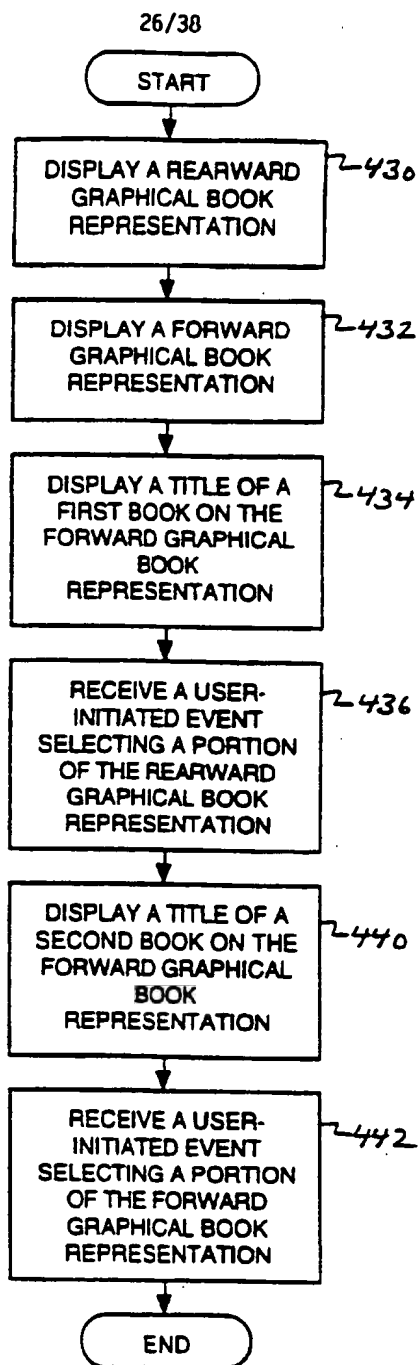 26/38
START
DISPLAY A REARWARD
GRAPHICAL BOOK
REPRESENTATION
430
DISPLAY A FORWARD
GRAPHICAL BOOK
REPRESENTATION
432
DISPLAY A TITLE OF A
FIRST BOOK ON THE
FORWARD GRAPHICAL
BOOK
REPRESENTATION
434
RECEIVE A USER-
INITIATED EVENT
SELECTING A PORTION
OF THE REARWARD
GRAPHICAL BOOK
REPRESENTATION
436
DISPLAY A TITLE OF A
SECOND BOOK ON THE
FORWARD GRAPHICAL
BOOK
REPRESENTATION
440
RECEIVE A USER-
INITIATED EVENT
SELECTING A PORTION
OF THE FORWARD
GRAPHICAL BOOK
REPRESENTATION
442
END